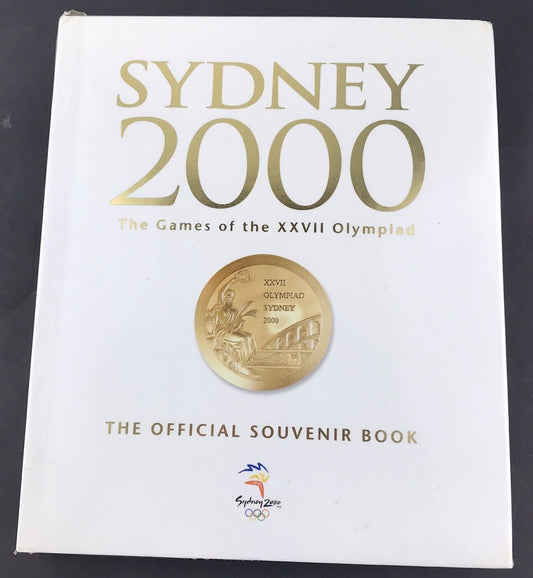 SYDNEY
2000
The Games of the XXVII Olympiad
XXVII
OLYMPIAD
SYDNEY
2000
THE OFFICIAL SOUVENIR BOOK
Sydney 2000